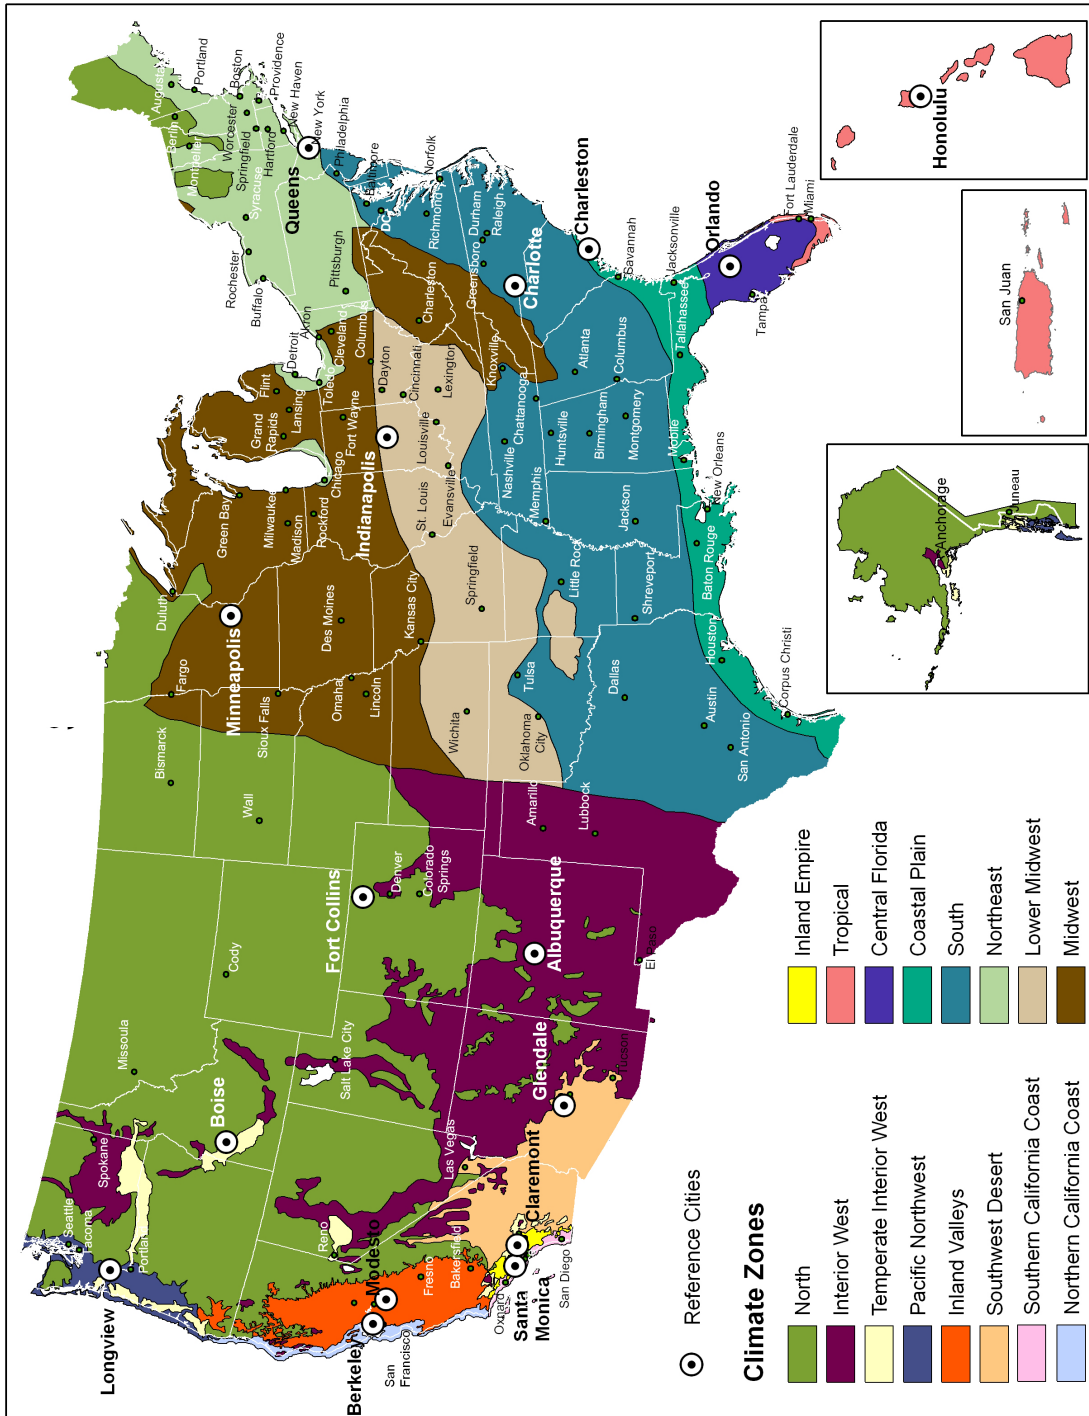 Longview
Seattle
Tacoma
Portland
Spokane
Missoula
Boise
Cody
Bismarck
Wall
Fargo
Duluth
Minneapolis
Sioux Falls
Green Bay
Milwaukee
Madison
Rockford
Chicago
Grand
Rapids
Flint
Lansing
Detroit
Toledo
Fort Wayne
Akron
Cleveland
Columbus
Buffalo
Rochester
Syracuse
Pittsburgh
Montpelier
Berlin
Augusta
Portland
Boston
Worcester
Springfield
Providence
Hartford
New Haven
New York
Queens
Philadelphia
Baltimore
DC
Reno
Modesto
Berkeley
San
Francisco
Fresno
Bakersfield
Las Vegas
Salt Lake City
Fort Collins
Denver
Colorado
Springs
Omaha
Lincoln
Des Moines
Kansas City
Indianapolis
Dayton
Cincinnati
Lexington
Louisville
Evansville
St. Louis
Springfield
Wichita
Charleston
Richmond
Norfolk
Durham
Raleigh
Greensboro
Charlotte
Oxnard
Santa
Monica
Claremont
San Diego
Glendale
Tucson
Albuquerque
El Paso
Amarillo
Lubbock
Oklahoma
City
Tulsa
Little Rock
Memphis
Nashville
Knoxville
Chattanooga
Huntsville
Birmingham
Montgomery
Atlanta
Columbus
Charleston
Savannah
Jacksonville
Tallahassee
Orlando
Tampa
Fort Lauderdale
Miami
Mobile
New Orleans
Baton Rouge
Jackson
Shreveport
Dallas
Austin
San Antonio
Houston
Corpus Christi
Anchorage
Juneau
San Juan
Honolulu
Reference Cities
Climate Zones
North
Interior West
Temperate Interior West
Pacific Northwest
Inland Valleys
Southwest Desert
Southern California Coast
Northern California Coast
Inland Empire
Tropical
Central Florida
Coastal Plain
South
Northeast
Lower Midwest
Midwest